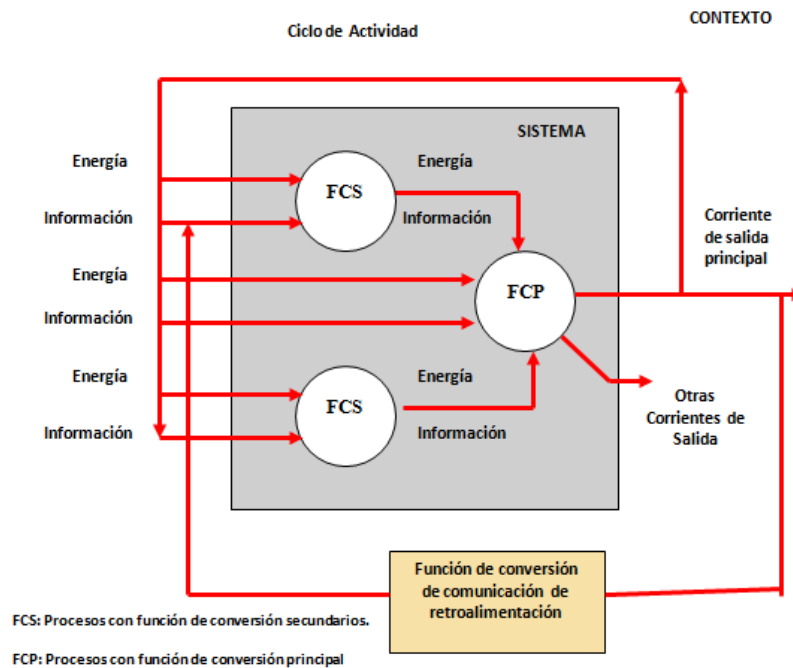 CONTEXTO
Ciclo de Actividad
SISTEMA
Energía
Energía
FCS
Información
Información
Corriente
de salida
principal
Energía
FCP
Información
Energía
Energía
FCS
Otras
Corrientes de
Salida
Información
Información
Función de conversión
de comunicación de
retroalimentación
FCS: Procesos con función de conversión secundarios.
FCP: Procesos con función de conversión principal